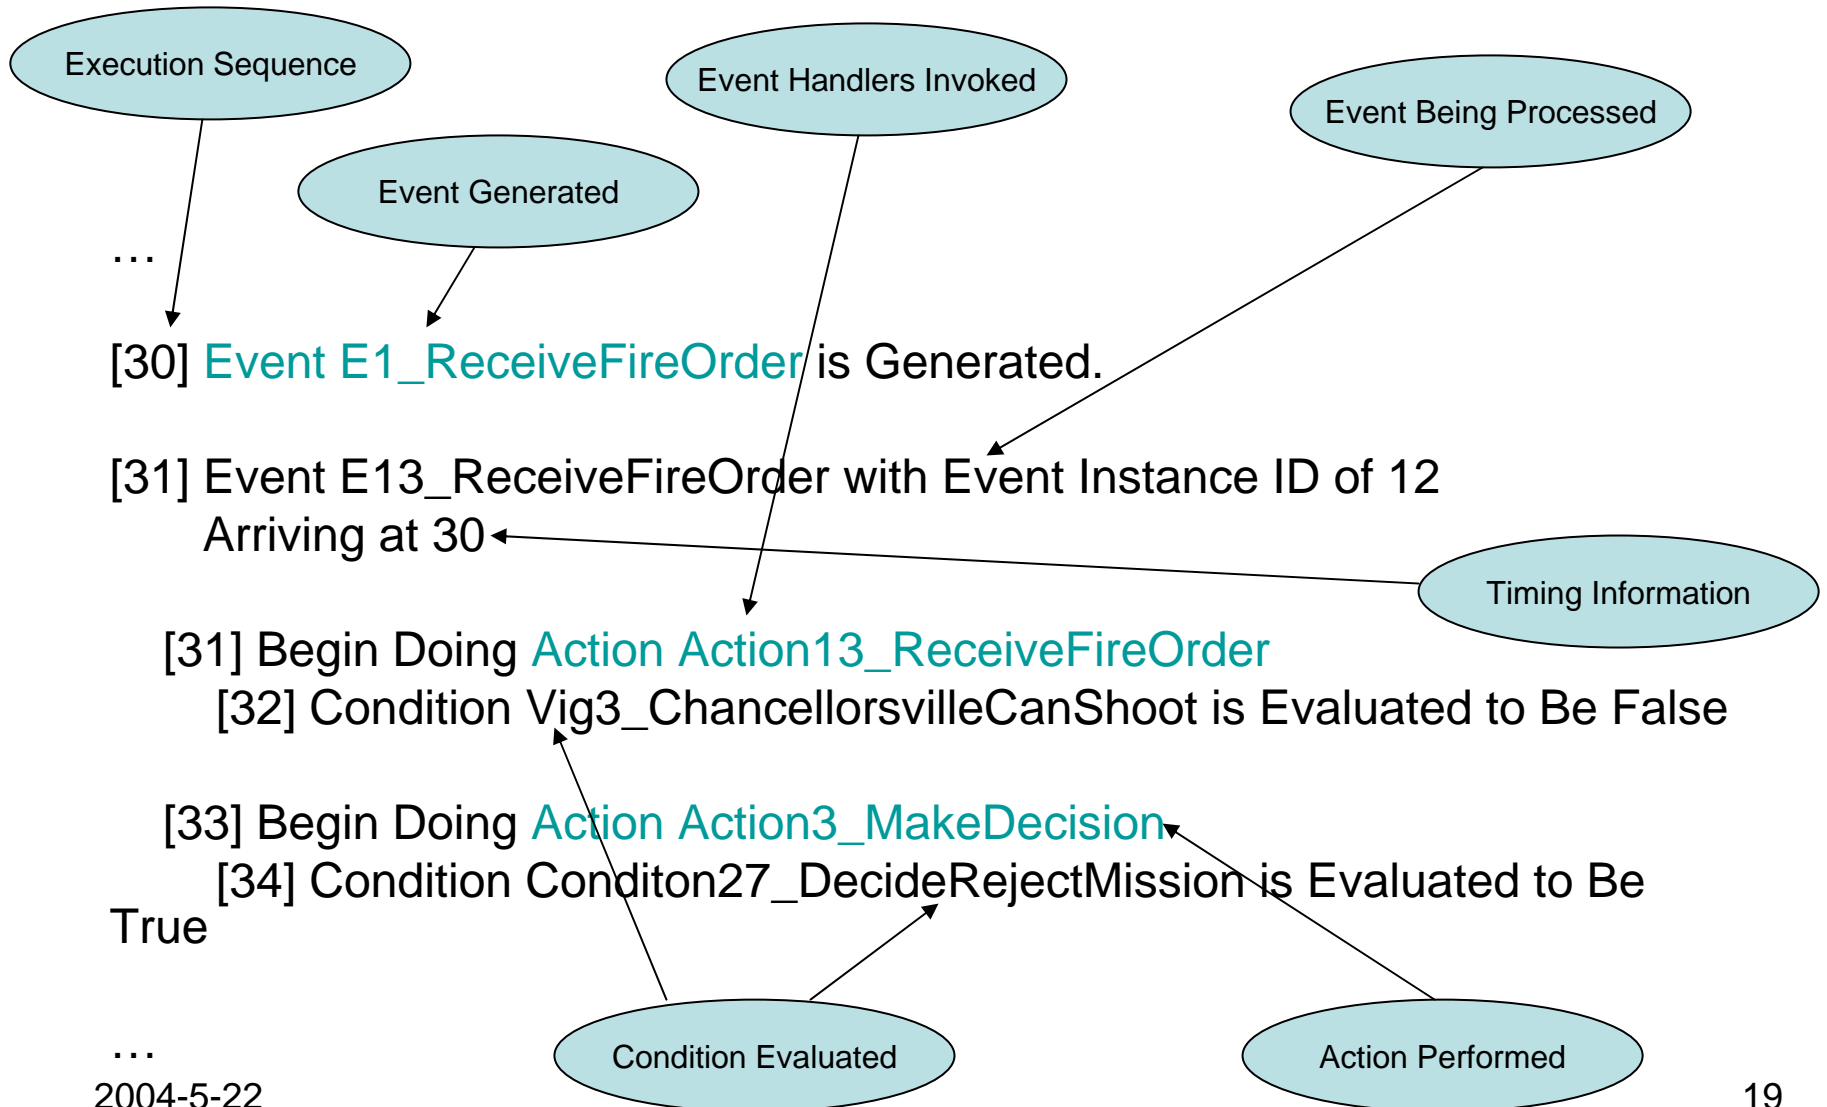 Execution Sequence
Event Handlers Invoked
Event Being Processed
Event Generated
…
[30] Event E1_ReceiveFireOrder is Generated.
[31] Event E13_ReceiveFireOrder with Event Instance ID of 12
Arriving at 30
Timing Information
[31] Begin Doing Action Action13_ReceiveFireOrder
[32] Condition Vig3_ChancellorsvilleCanShoot is Evaluated to Be False
[33] Begin Doing Action Action3_MakeDecision
[34] Condition Conditon27_DecideRejectMission is Evaluated to Be
True
…
Condition Evaluated
Action Performed
2004-5-22
19